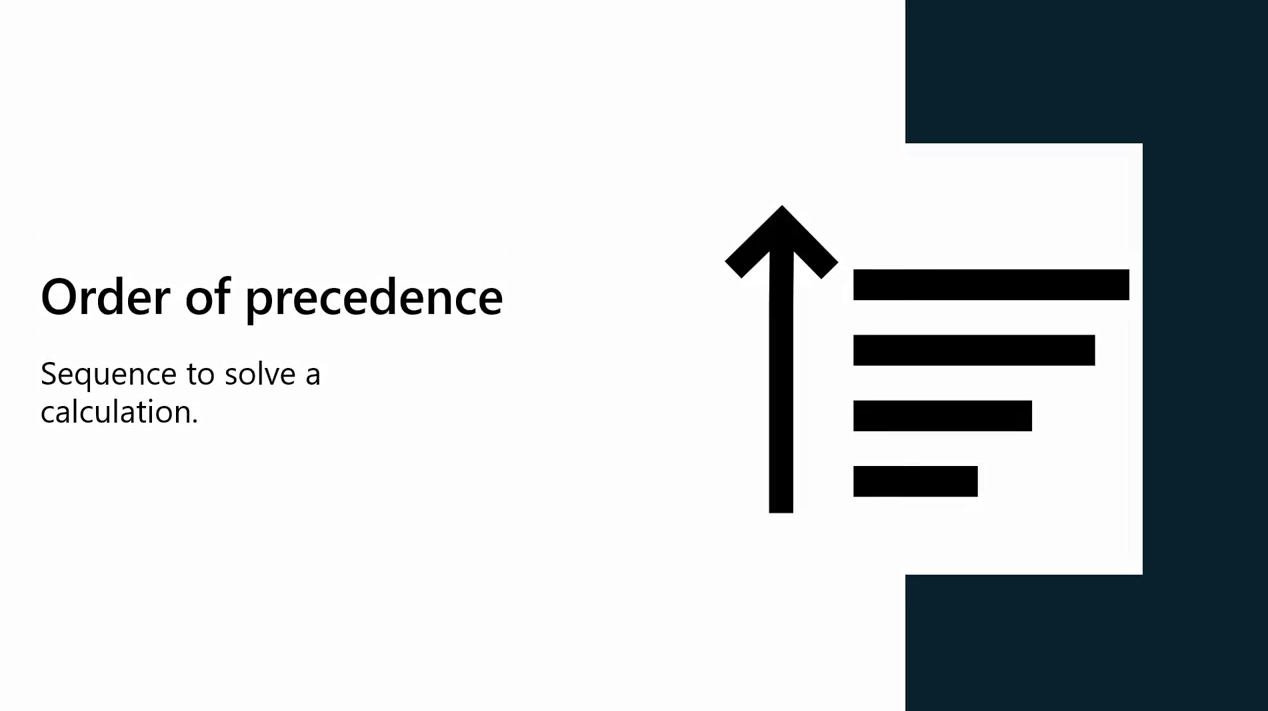 Order of precedence
Sequence to solve a
calculation.